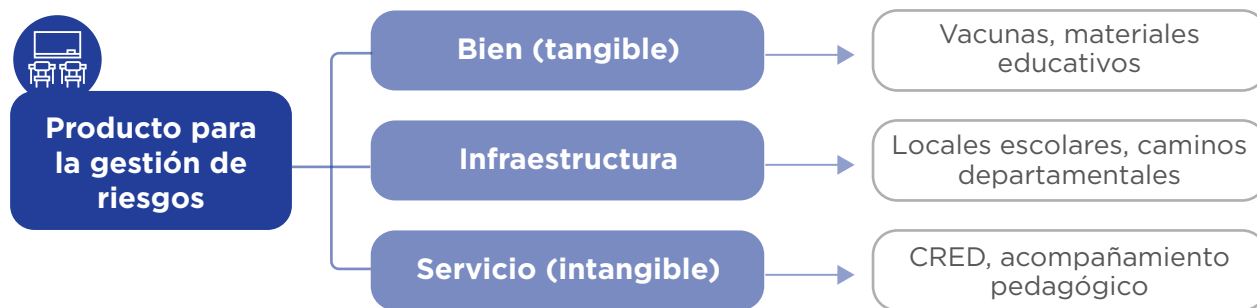 Producto para
la gestión de
riesgos
Bien (tangible)
Vacunas, materiales
educativos
Infraestructura
Locales escolares, caminos
departamentales
Servicio (intangible)
CRED, acompañamiento
pedagógico